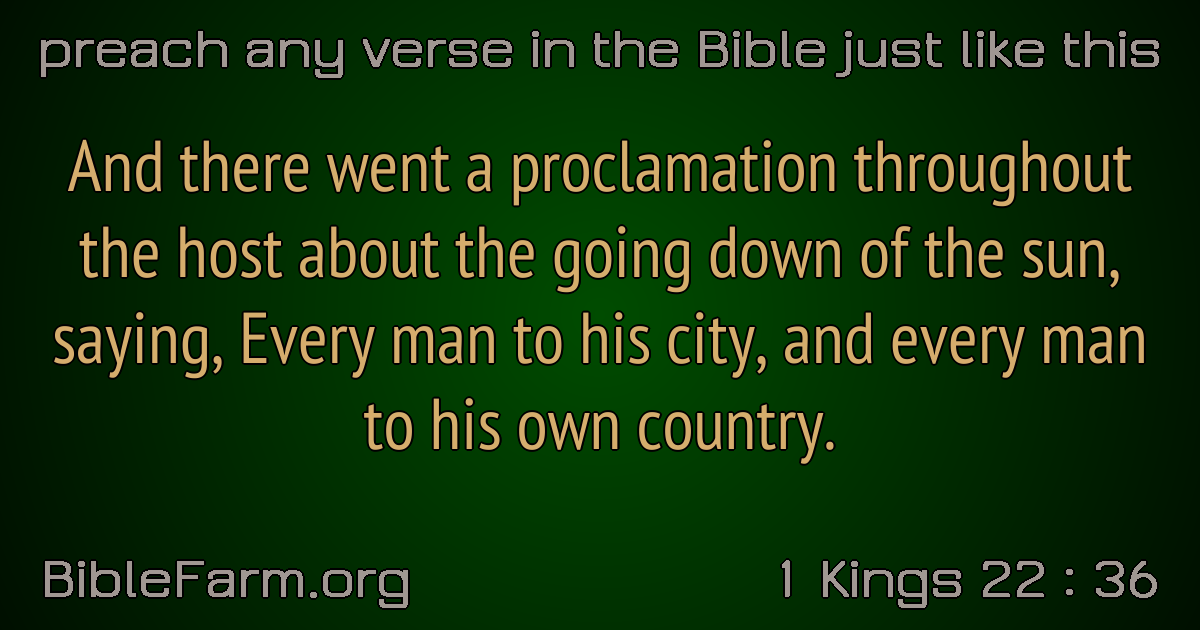 preach any verse in the Bible just like this
And there went a proclamation throughout
the host about the going down of the sun,
saying, Every man to his city, and every man
to his own country.
BibleFarm.org
1 Kings 22 : 36